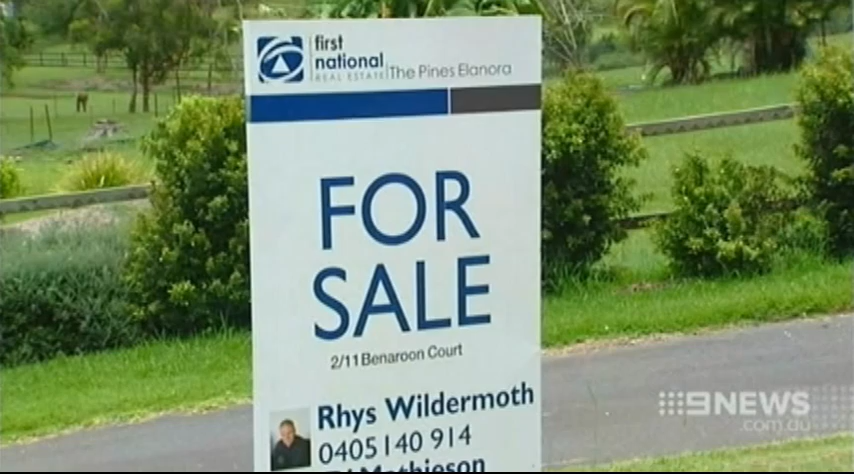 first
national
REAL ESTATE
The Pines Elanora
FOR
SALE
2/11 Benaroon Court
Rhys Wildermoth
0405 140 914
Mathieson
9NEWS
.com.au